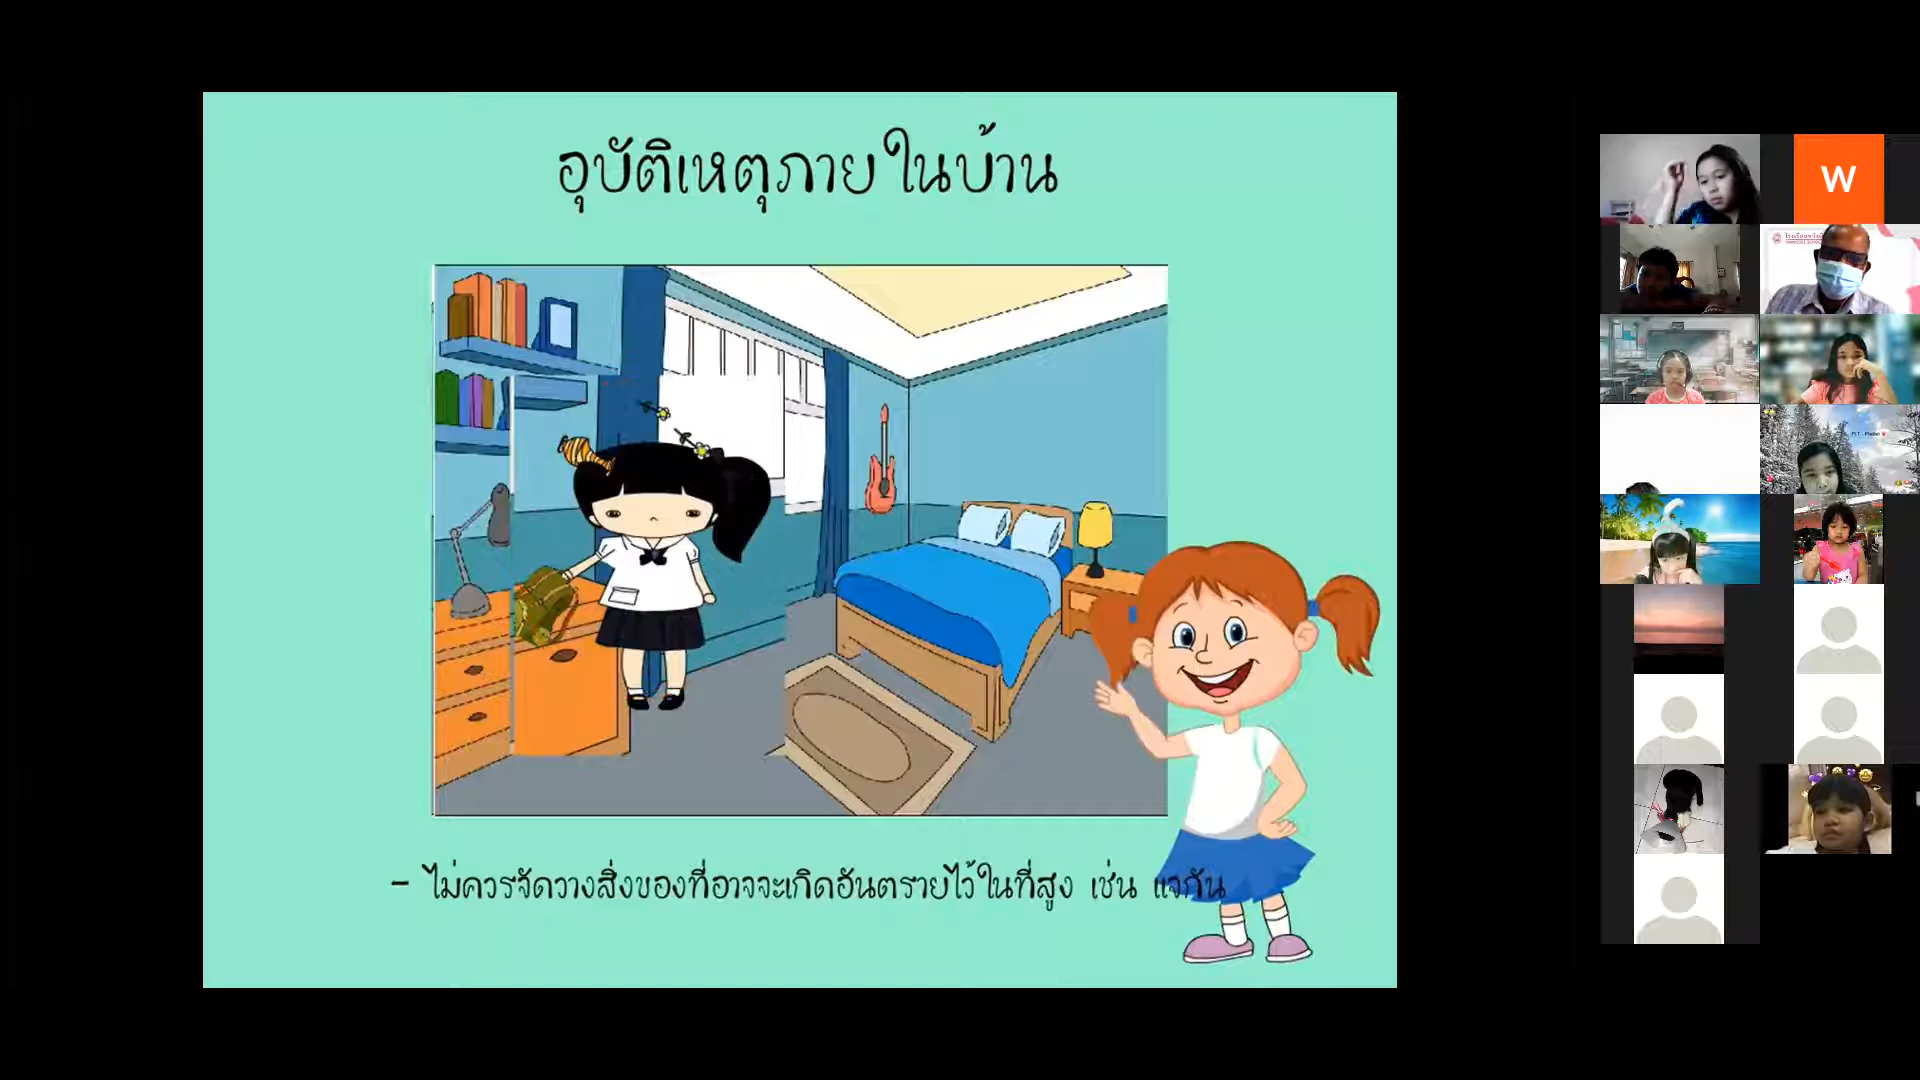 อุบัติเหตุภายในบ้าน
- ไม่ควรจัดวางสิ่งของที่อาจจะเกิดอันตรายไว้ในที่สูง เช่น แจกัน
W